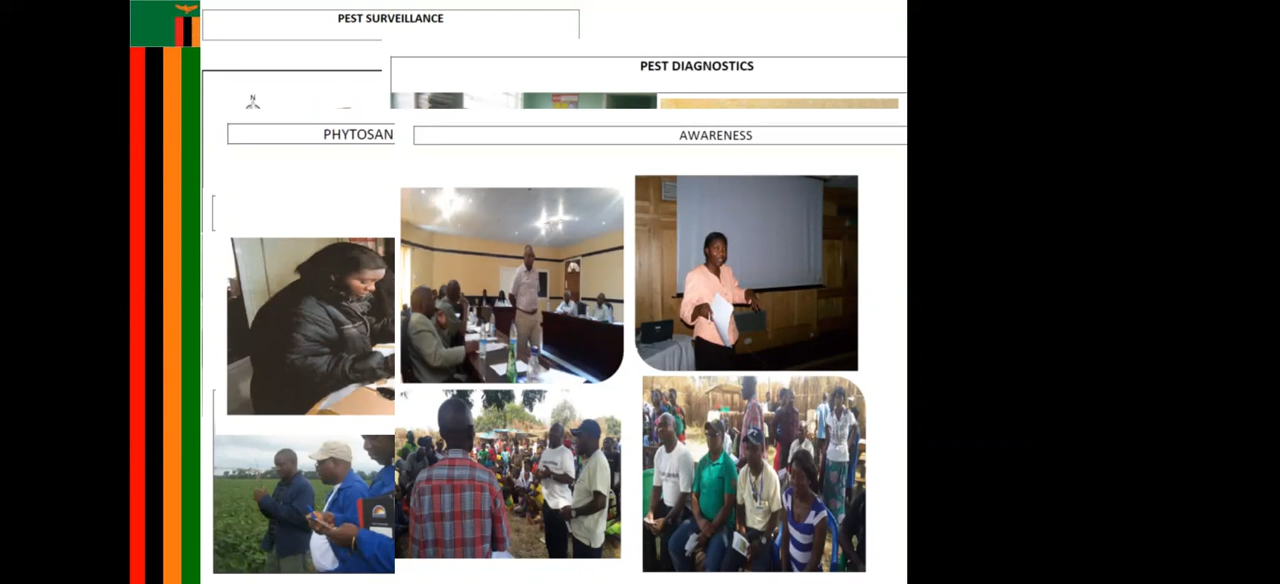 PEST SURVEILLANCE
PEST DIAGNOSTICS
N
PHYTOSAN
AWARENESS